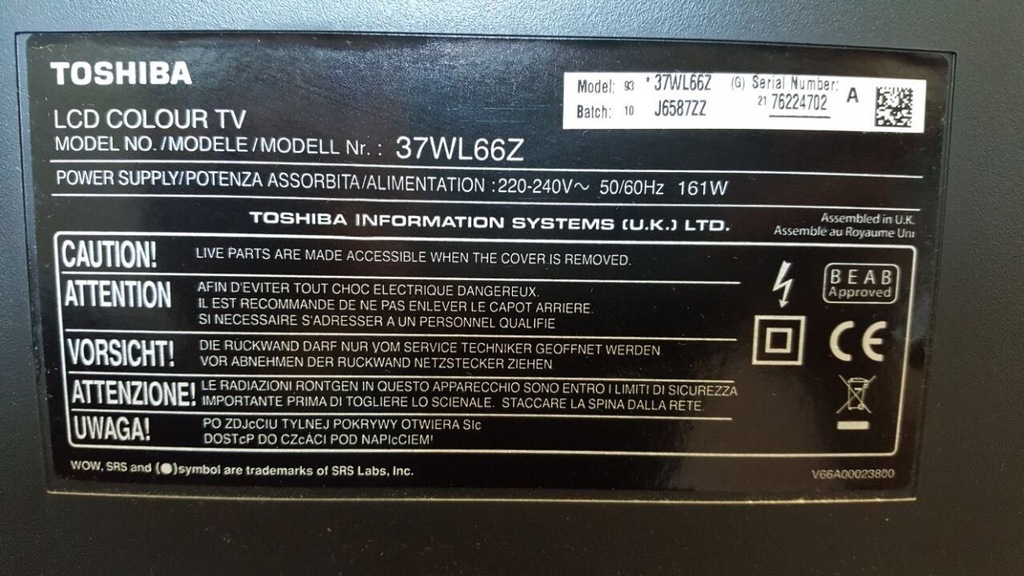 TOSHIBA
Model: 93 *37WL66Z (G) Serial Number: A
Batch: 10 J6587ZZ 21 76224702
LCD COLOUR TV
MODEL NO./MODELE/MODELL Nr.: 37WL66Z
POWER SUPPLY/POTENZA ASSORBITA/ALIMENTATION :220-240V~ 50/60Hz 161W
TOSHIBA INFORMATION SYSTEMS (U.K.) LTD.
Assembled in U.K.
Assemble au Royaume Uni
CAUTION! LIVE PARTS ARE MADE ACCESSIBLE WHEN THE COVER IS REMOVED.
ATTENTION AFIN D'EVITER TOUT CHOC ELECTRIQUE DANGEREUX.
IL EST RECOMMANDE DE NE PAS ENLEVER LE CAPOT ARRIERE.
SI NECESSAIRE S'ADRESSER A UN PERSONNEL QUALIFIE
VORSICHT! DIE RUCKWAND DARF NUR VOM SERVICE TECHNIKER GEOFFNET WERDEN
VOR ABNEHMEN DER RUCKWAND NETZSTECKER ZIEHEN
ATTENZIONE! LE RADIAZIONI RONTGEN IN QUESTO APPARECCHIO SONO ENTRO I LIMITI DI SICUREZZA
IMPORTANTE PRIMA DI TOGLIERE LO SCIENALE. STACCARE LA SPINA DALLA RETE.
UWAGA! PO ZDJcCIU TYLNEJ POKRYWY OTWIERA SIc
DOSTcP DO CZcÀCI POD NAPIcCIEM!
BEAB
Approved
CE
WOW, SRS and (●) symbol are trademarks of SRS Labs, Inc.
V66A00023800